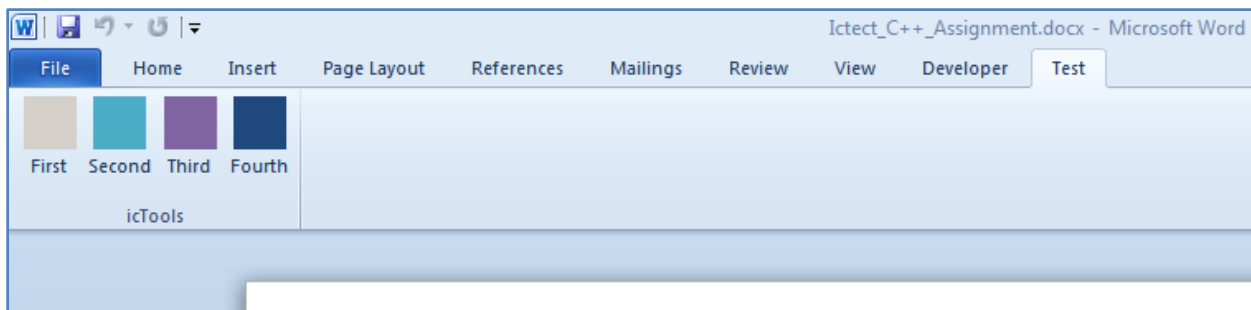 W
Ictect_C++_Assignment.docx - Microsoft Word
File Home Insert Page Layout References Mailings Review View Developer Test
First Second Third Fourth
icTools